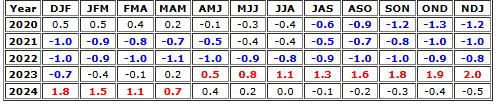 Year DJF JFM FMA MAM AMJ MJJ JJA JAS ASO SON OND NDJ
2020 0.5 0.5 0.4 0.2 -0.1 -0.3 -0.4 -0.6 -0.9 -1.2 -1.3 -1.2
2021 -1.0 -0.9 -0.8 -0.7 -0.5 -0.4 -0.4 -0.5 -0.7 -0.8 -1.0 -1.0
2022 -1.0 -0.9 -1.0 -1.1 -1.0 -0.9 -0.8 -0.9 -1.0 -1.0 -0.9 -0.8
2023 -0.7 -0.4 -0.1 0.2 0.5 0.8 1.1 1.3 1.6 1.8 1.9 2.0
2024 1.8 1.5 1.1 0.7 0.4 0.2 0.0 -0.1 -0.2 -0.3 -0.4 -0.5